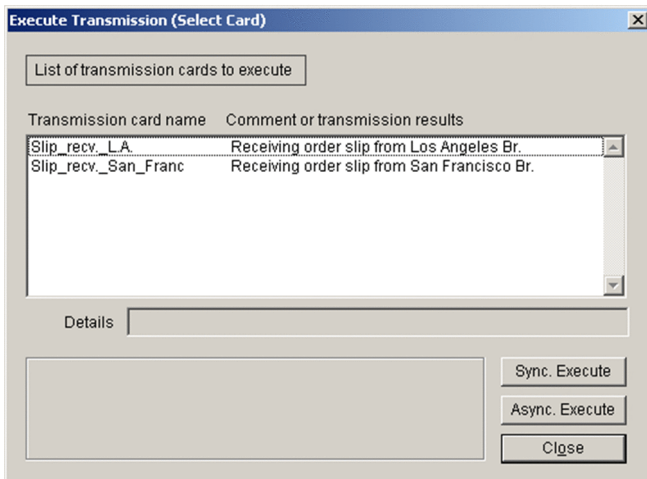 Execute Transmission (Select Card)
List of transmission cards to execute
Transmission card name Comment or transmission results
Slip_recv._L.A. Receiving order slip from Los Angeles Br.
Slip_recv._San_Franc Receiving order slip from San Francisco Br.
Details
Sync. Execute
Async. Execute
Close